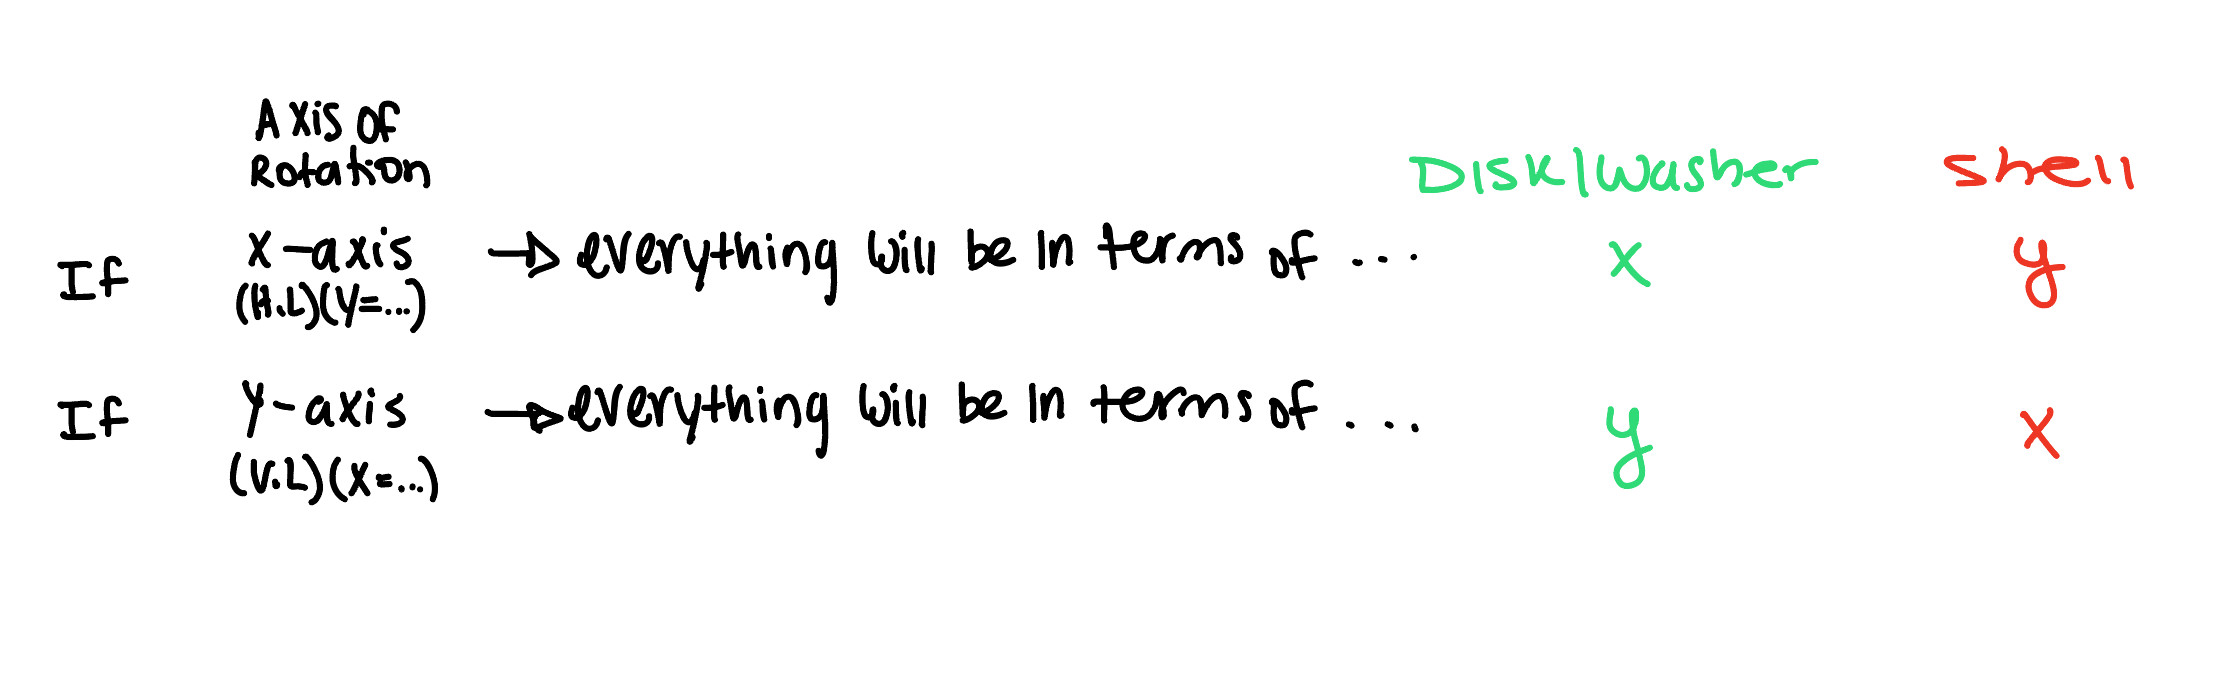 Axis of
Rotation
Disk/Washer shell
If x-axis → everything will be in terms of ... x y
(H.L)(y=...)
If y-axis → everything will be in terms of ... y x
(V.L)(x=...)